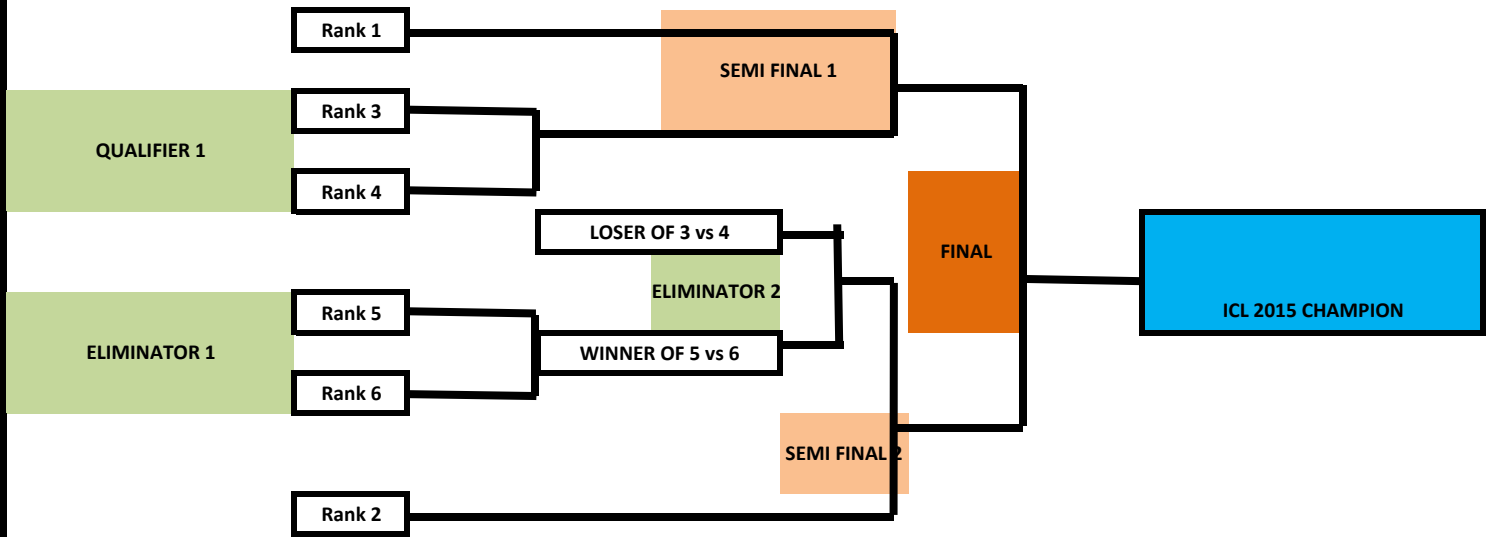 Rank 1
SEMI FINAL 1
Rank 3
QUALIFIER 1
Rank 4
LOSER OF 3 vs 4
FINAL
ELIMINATOR 2
Rank 5
ICL 2015 CHAMPION
ELIMINATOR 1
WINNER OF 5 vs 6
Rank 6
SEMI FINAL 2
Rank 2